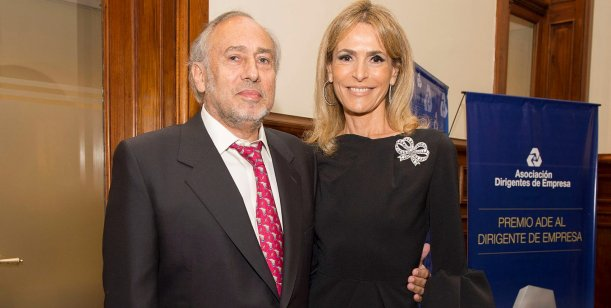 Asociación
Dirigentes de Empresa
PREMIO ADE AL
DIRIGENTE DE EMPRESA